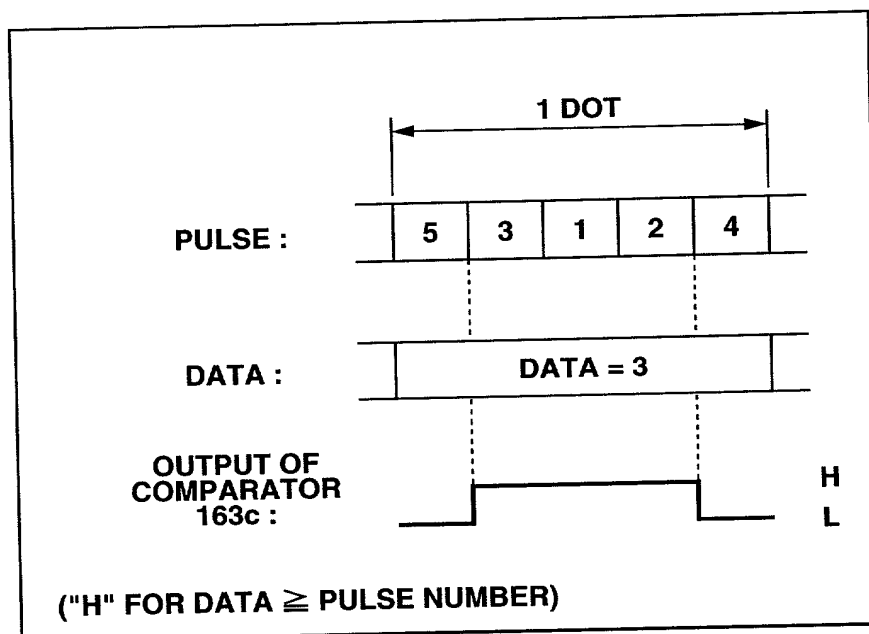 1 DOT
PULSE : 5 3 1 2 4
DATA : DATA = 3
OUTPUT OF
COMPARATOR
163c :
H
L
("H" FOR DATA ≧ PULSE NUMBER)